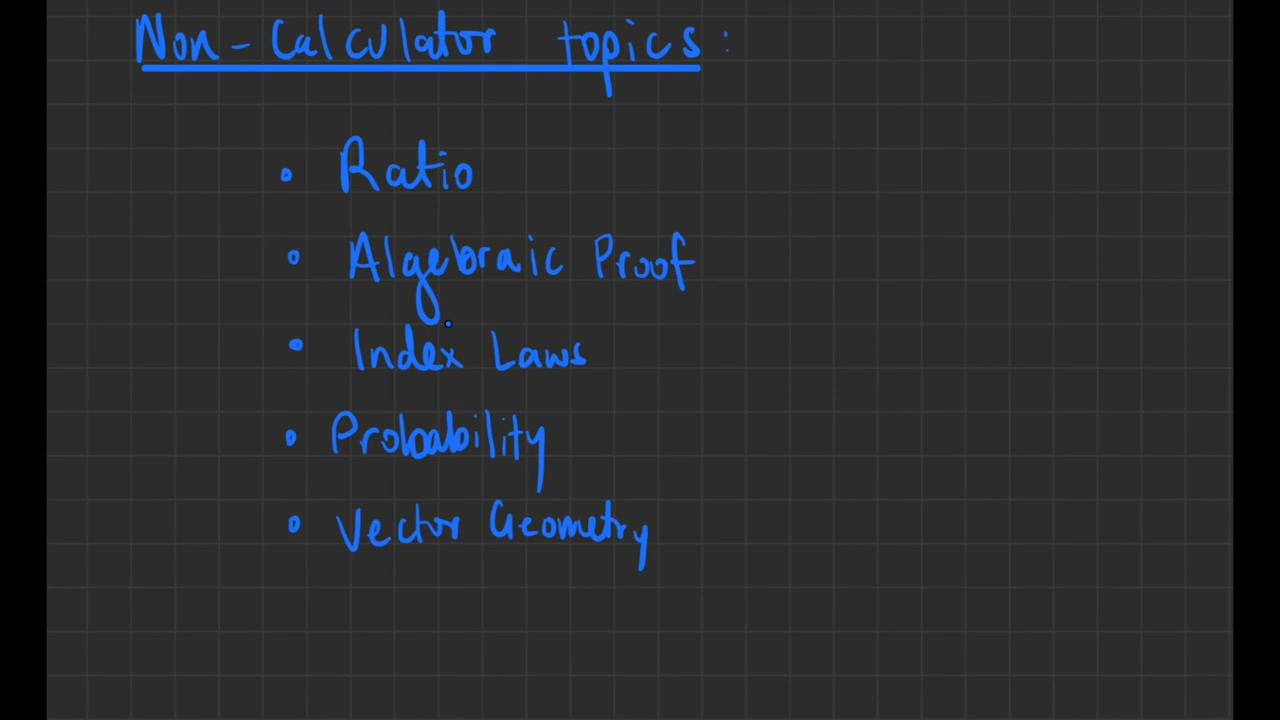 Non-Calculator topics:
• Ratio
• Algebraic Proof
• Index Laws
• Probability
• Vector Geometry